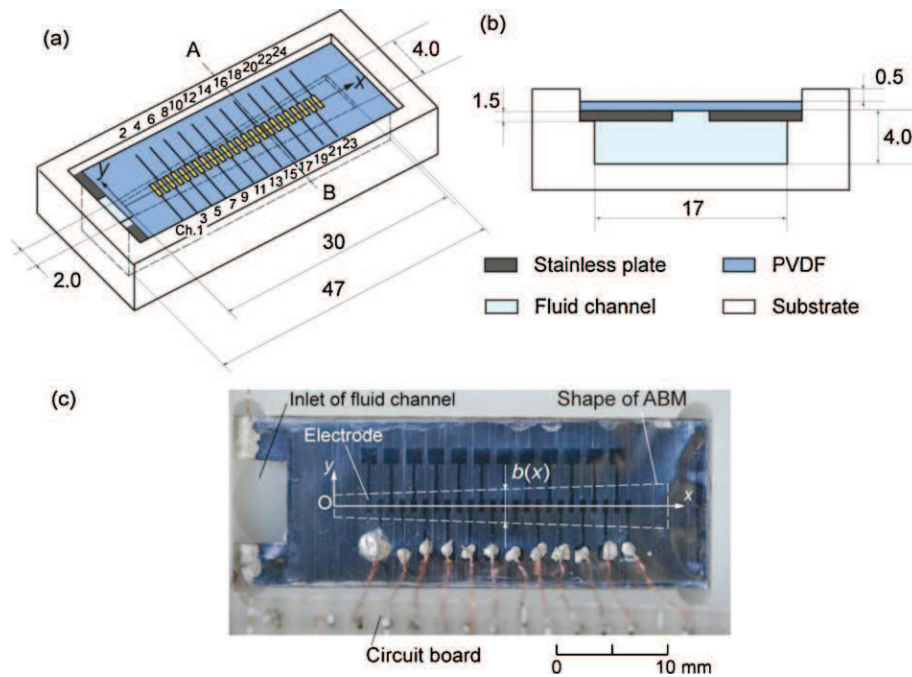 (a)
A
4.0
2 4 6 8 10 12 14 16 18 20 22 24
x
y
Ch.1 3 5 7 9 11 13 15 17 19 21 23
B
2.0
30
47
(b)
0.5
1.5
4.0
17
Stainless plate
PVDF
Fluid channel
Substrate
(c)
Inlet of fluid channel
Shape of ABM
Electrode
y
b(x)
O
x
Circuit board
0 10 mm